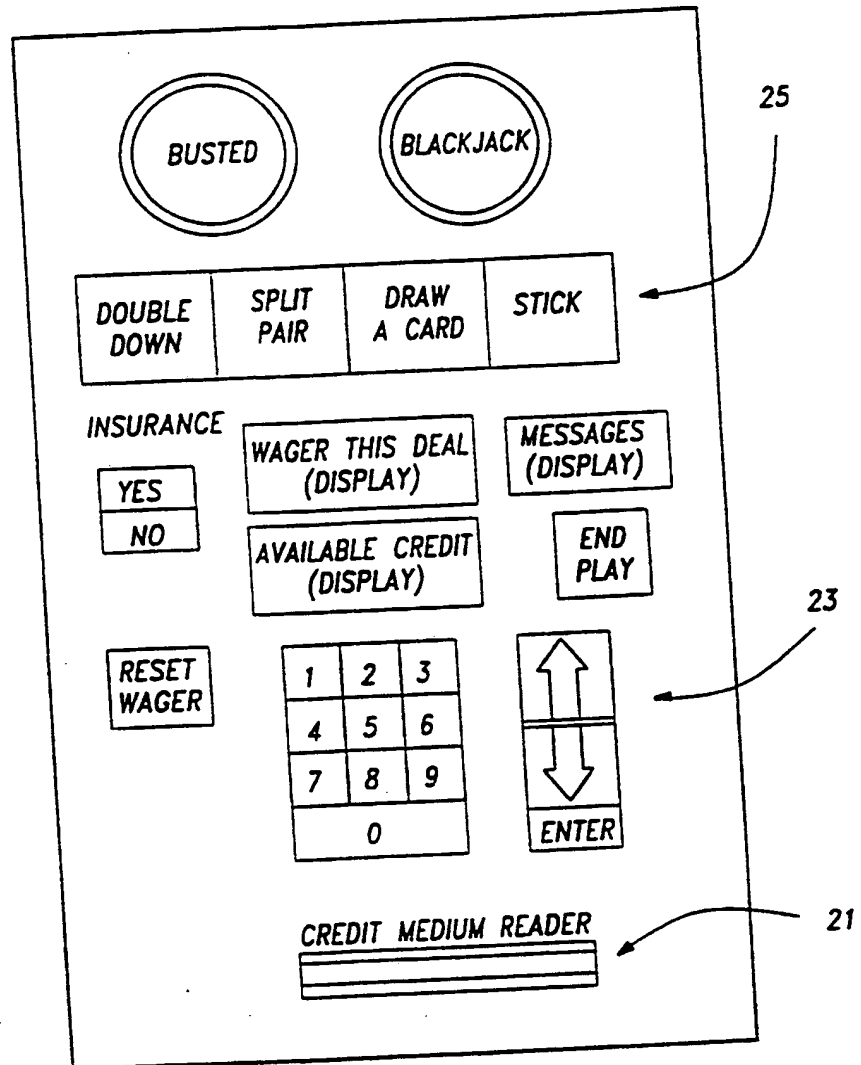 BUSTED
BLACKJACK
25
DOUBLE
DOWN
SPLIT
PAIR
DRAW
A CARD
STICK
INSURANCE
YES
NO
WAGER THIS DEAL
(DISPLAY)
MESSAGES
(DISPLAY)
AVAILABLE CREDIT
(DISPLAY)
END
PLAY
23
RESET
WAGER
1 2 3
4 5 6
7 8 9
0
ENTER
CREDIT MEDIUM READER
21